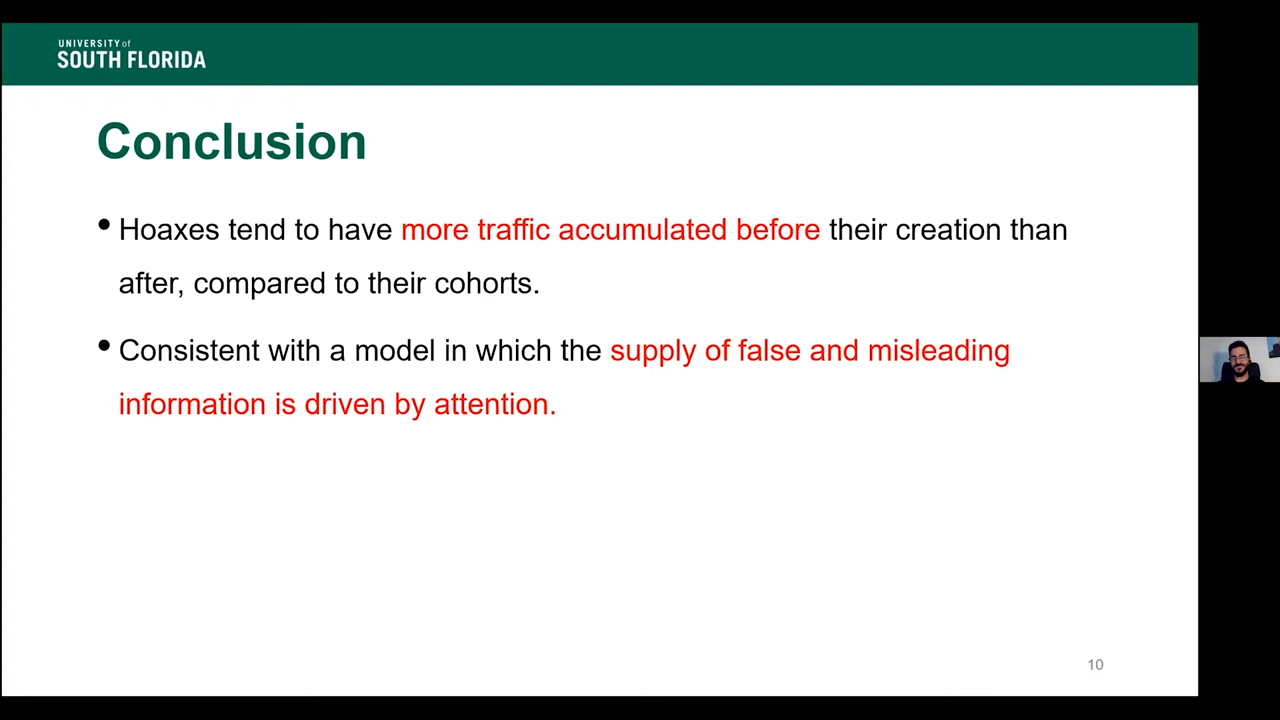 UNIVERSITY of
SOUTH FLORIDA
Conclusion
• Hoaxes tend to have more traffic accumulated before their creation than
after, compared to their cohorts.
• Consistent with a model in which the supply of false and misleading
information is driven by attention.
10